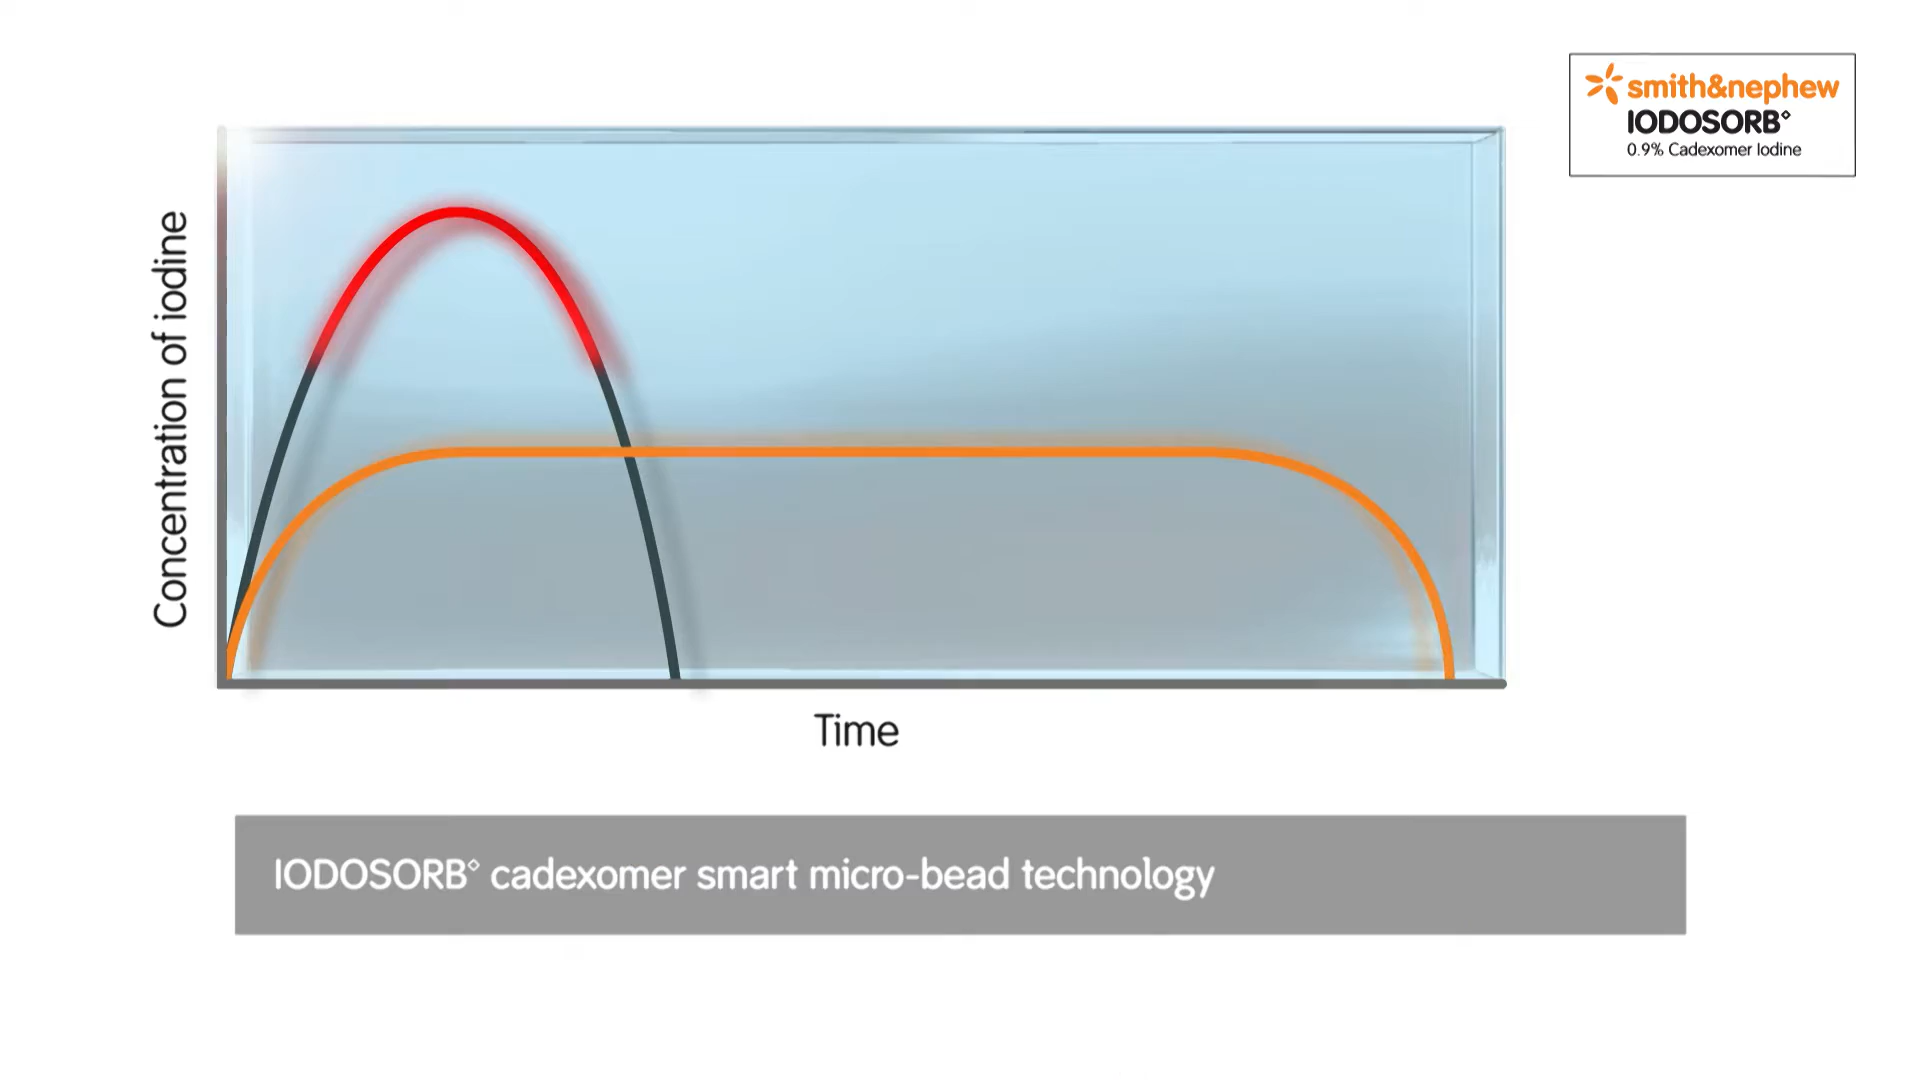 smith&nephew
IODOSORB◊
0.9% Cadexomer Iodine
Concentration of iodine
Time
IODOSORB◊ cadexomer smart micro-bead technology